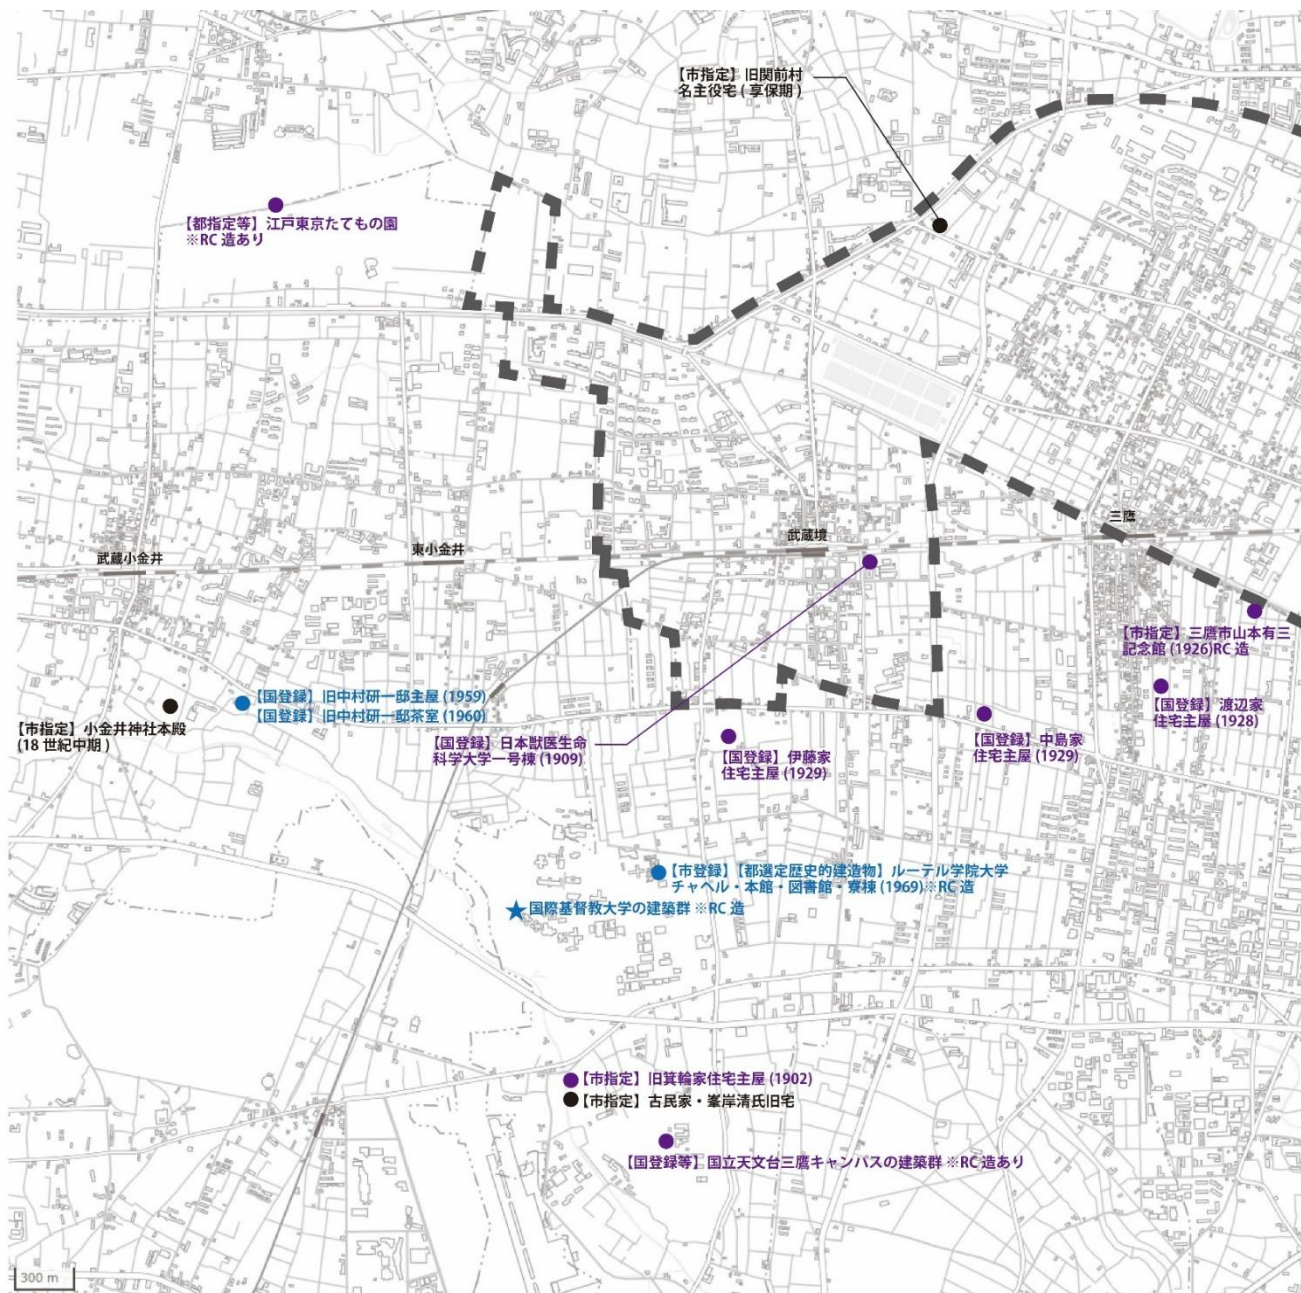 【市指定】旧関前村
名主役宅 ( 享保期 )
【都指定等】江戸東京たてもの園
※RC 造あり
三鷹
武蔵境
東小金井
武蔵小金井
【市指定】三鷹市山本有三
記念館 (1926)RC 造
【国登録】旧中村研一邸主屋 (1959)
【国登録】旧中村研一邸茶室 (1960)
【国登録】渡辺家
住宅主屋 (1928)
【市指定】小金井神社本殿
(18 世紀中期 )
【国登録】日本獣医生命
科学大学一号棟 (1909)
【国登録】伊藤家
住宅主屋 (1929)
【国登録】中島家
住宅主屋 (1929)
【市登録】【都選定歴史的建造物】ルーテル学院大学
チャペル・本館・図書館・寮棟 (1969)※RC 造
国際基督教大学の建築群 ※RC 造
【市指定】旧箕輪家住宅主屋 (1902)
【市指定】古民家・峯岸清氏旧宅
【国登録等】国立天文台三鷹キャンパスの建築群 ※RC 造あり
300 m